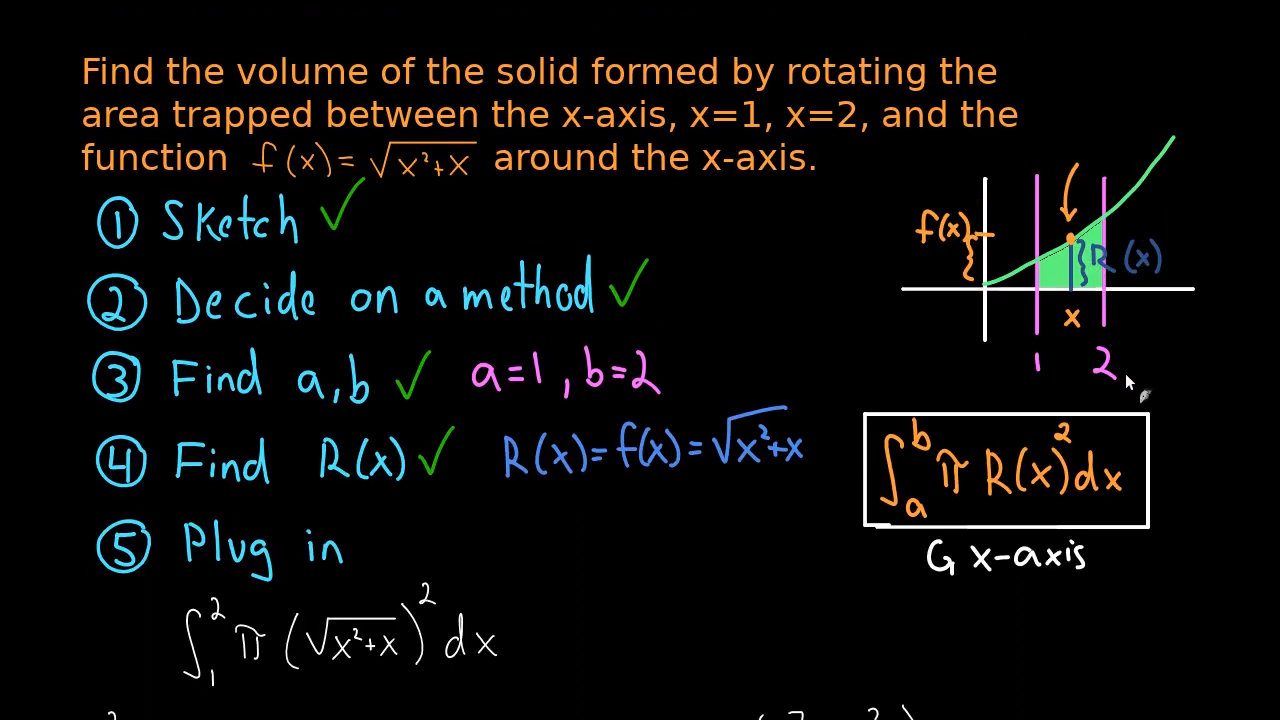 Find the volume of the solid formed by rotating the
area trapped between the x-axis, x=1, x=2, and the
function f(x)=√(x²+x) around the x-axis.
① Sketch ✓
② Decide on a method ✓
③ Find a,b ✓ a=1, b=2
④ Find R(x) ✓ R(x)=f(x)=√(x²+x)
⑤ Plug in
∫₁² π (√(x²+x))² dx
f(x)
R(x)
x
1 2
∫ₐᵇ π R(x)² dx
x-axis